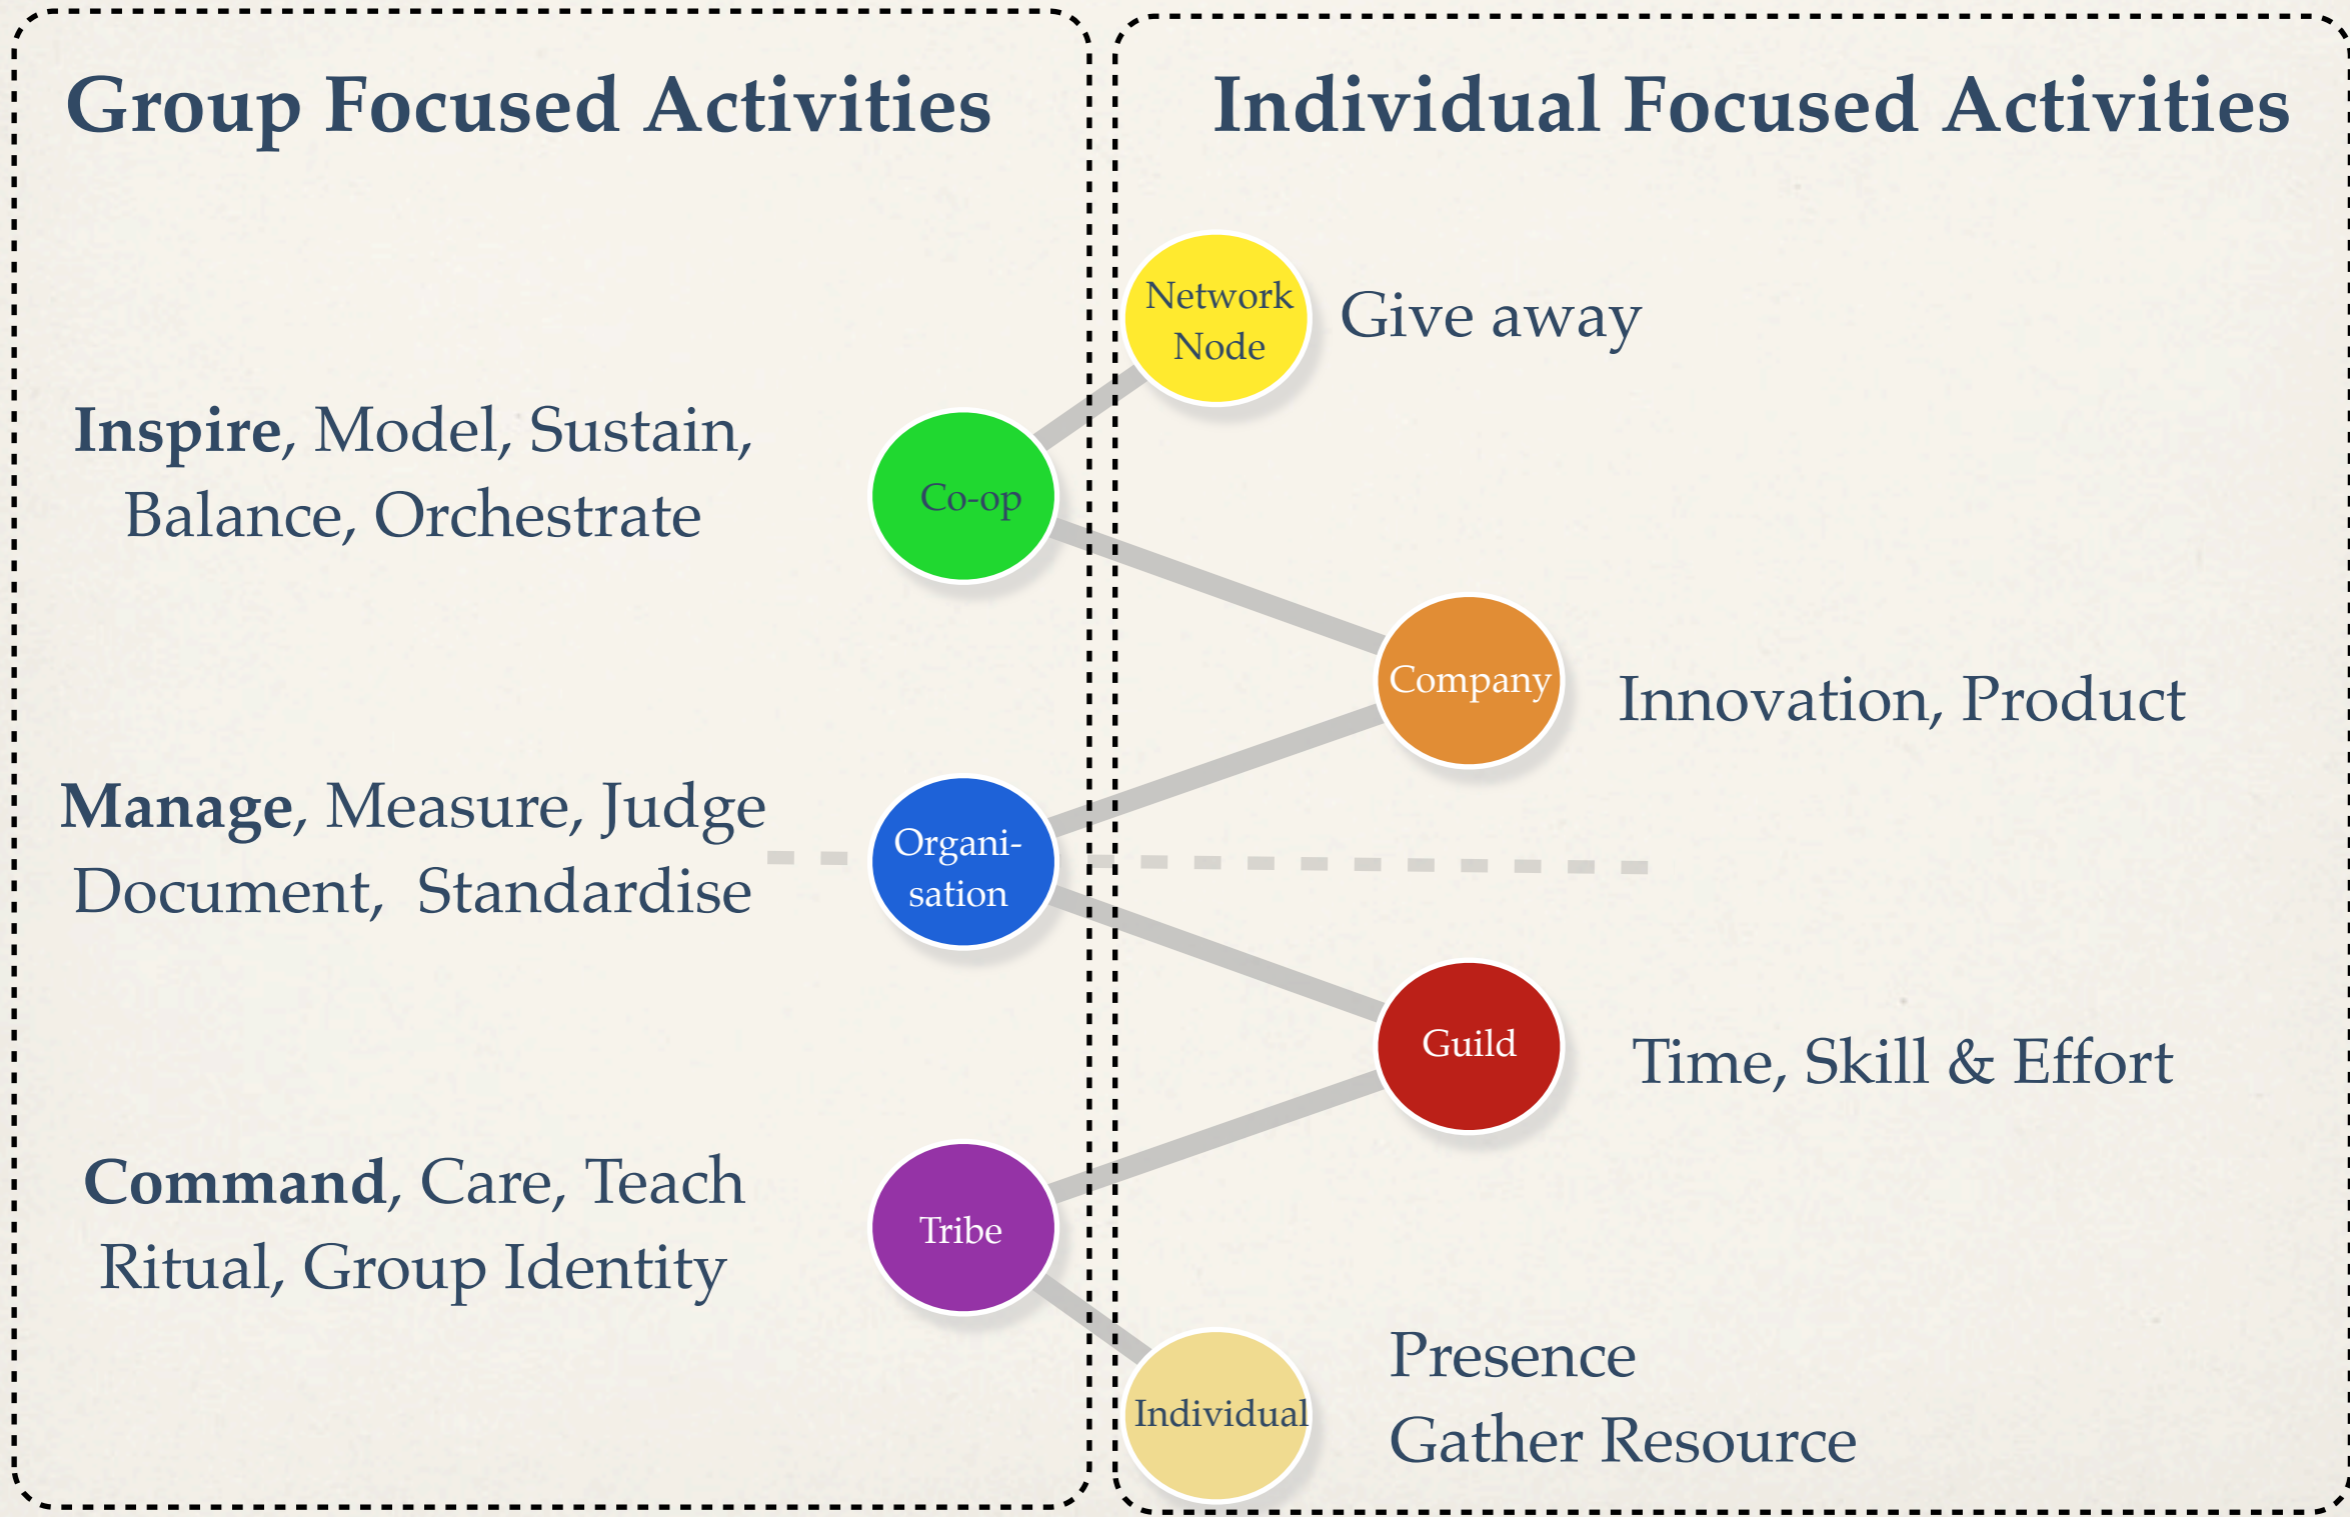 Group Focused Activities
Individual Focused Activities
Network
Node
Give away
Inspire, Model, Sustain,
Balance, Orchestrate
Co-op
Company
Innovation, Product
Manage, Measure, Judge
Document,  Standardise
Organi-
sation
Guild
Time, Skill & Effort
Command, Care, Teach
Ritual, Group Identity
Tribe
Individual
Presence
Gather Resource